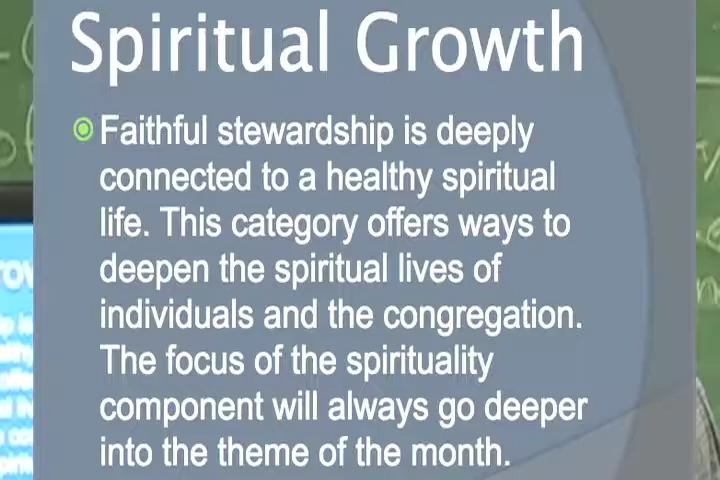 Spiritual Growth
Faithful stewardship is deeply
connected to a healthy spiritual
life. This category offers ways to
deepen the spiritual lives of
individuals and the congregation.
The focus of the spirituality
component will always go deeper
into the theme of the month.